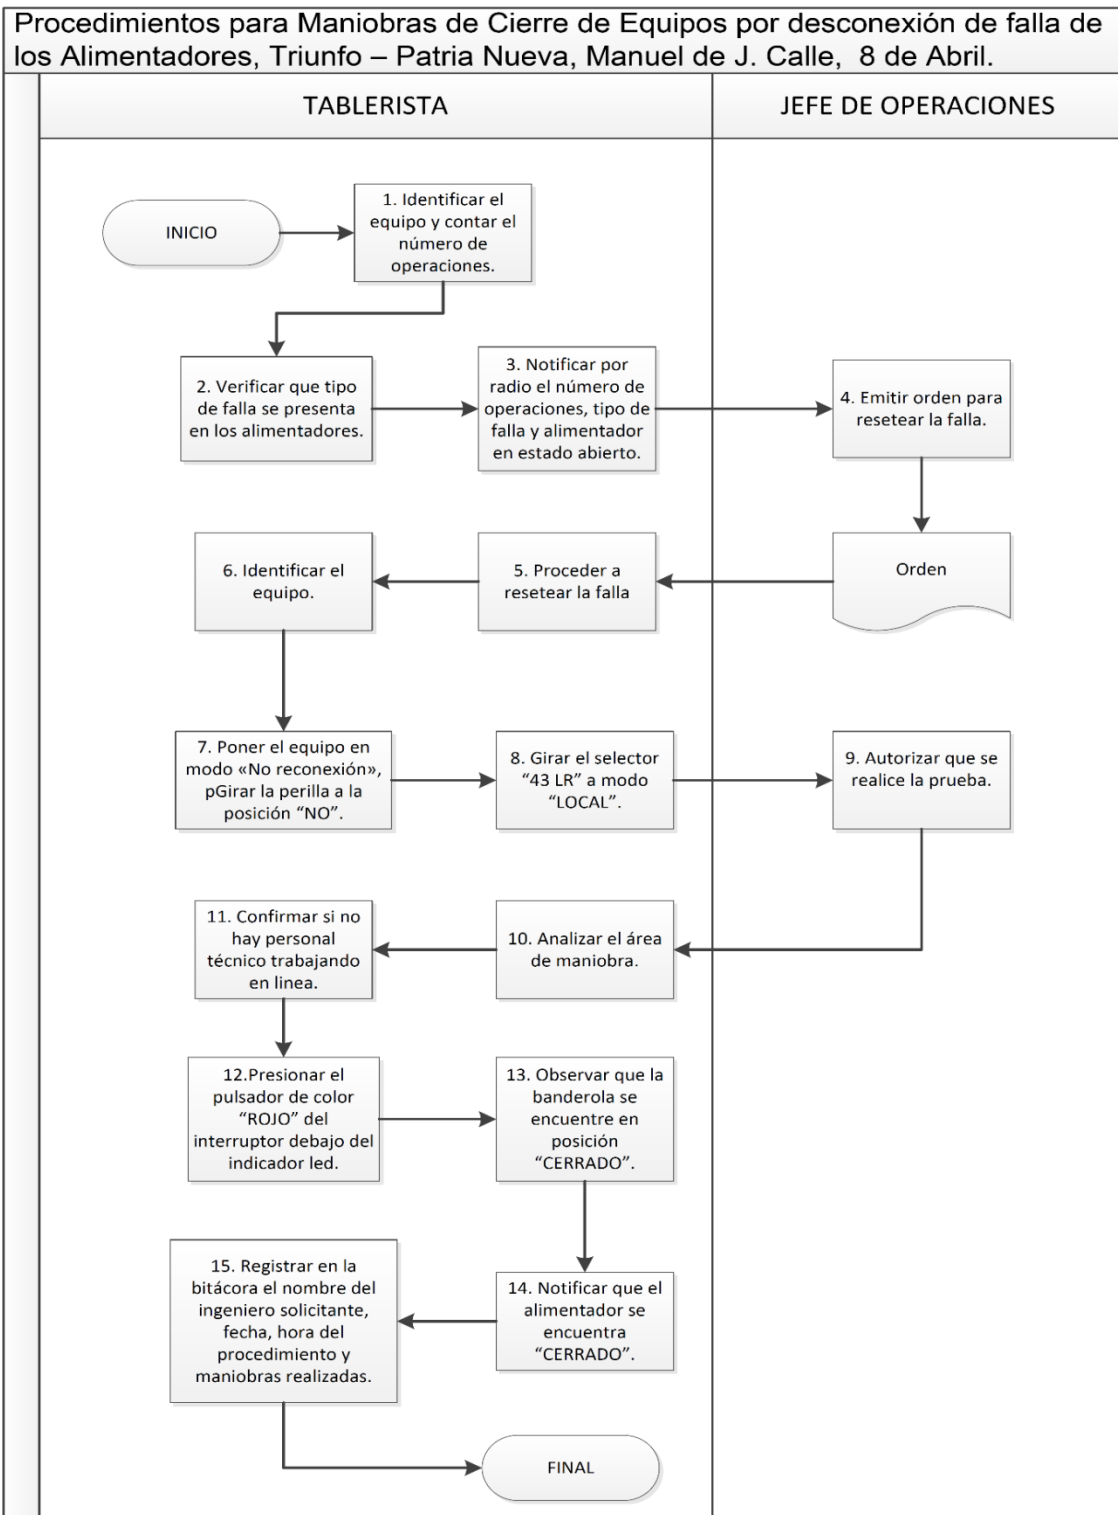 Procedimientos para Maniobras de Cierre de Equipos por desconexión de falla de
los Alimentadores, Triunfo – Patria Nueva, Manuel de J. Calle,  8 de Abril.
TABLERISTA
JEFE DE OPERACIONES
INICIO
1. Identificar el
equipo y contar el
número de
operaciones.
2. Verificar que tipo
de falla se presenta
en los alimentadores.
3. Notificar por
radio el número de
operaciones, tipo de
falla y alimentador
en estado abierto.
4. Emitir orden para
resetear la falla.
Orden
5. Proceder a
resetear la falla
6. Identificar el
equipo.
7. Poner el equipo en
modo «No reconexión»,
pGirar la perilla a la
posición “NO”.
8. Girar el selector
“43 LR” a modo
“LOCAL”.
9. Autorizar que se
realice la prueba.
10. Analizar el área
de maniobra.
11. Confirmar si no
hay personal
técnico trabajando
en linea.
12.Presionar el
pulsador de color
“ROJO” del
interruptor debajo del
indicador led.
13. Observar que la
banderola se
encuentre en
posición
“CERRADO”.
14. Notificar que el
alimentador se
encuentra
“CERRADO”.
15. Registrar en la
bitácora el nombre del
ingeniero solicitante,
fecha, hora del
procedimiento y
maniobras realizadas.
FINAL